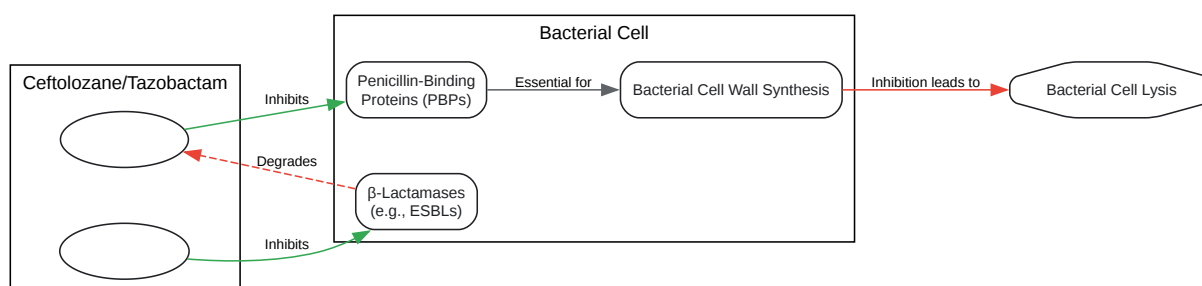 Bacterial Cell
Ceftolozane/Tazobactam
Inhibits
Penicillin-Binding
Proteins (PBPs)
Essential for
Bacterial Cell Wall Synthesis
Inhibition leads to
Bacterial Cell Lysis
Degrades
β-Lactamases
(e.g., ESBLs)
Inhibits